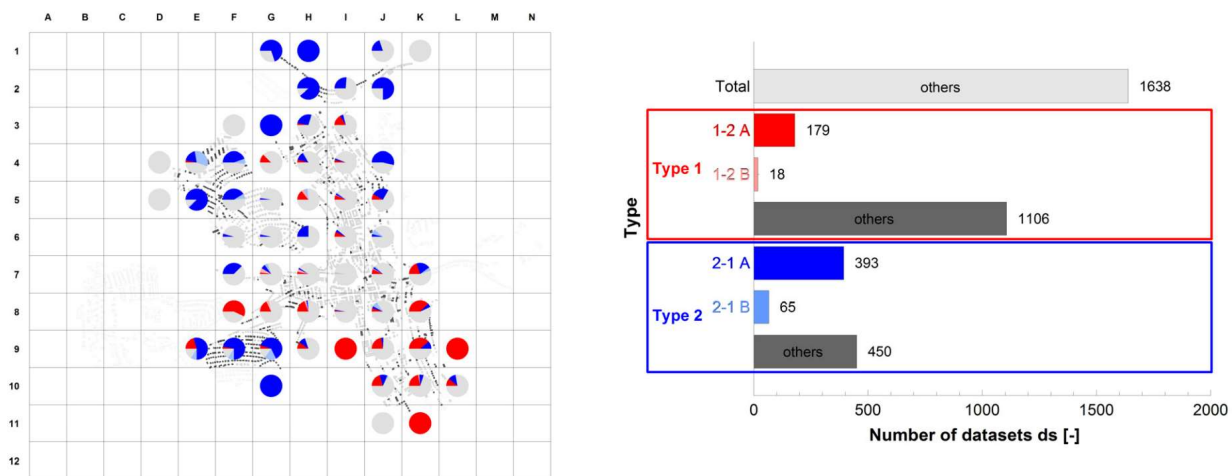 A B C D E F G H I J K L M N
1
2
3
4
5
6
7
8
9
10
11
12
Total others 1638
1-2 A 179
Type 1
1-2 B 18
others 1106
Type
2-1 A 393
Type 2
2-1 B 65
others 450
0 500 1000 1500 2000
Number of datasets ds [-]